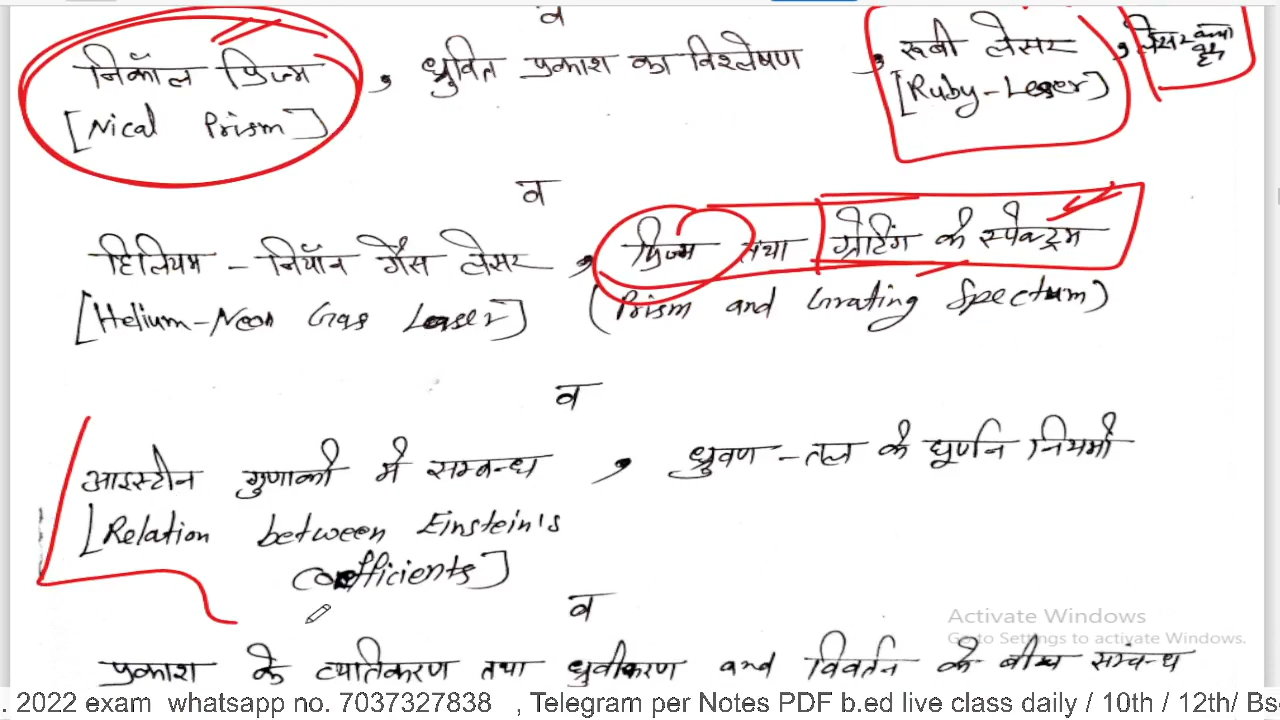 व
निकॉल प्रिज्म , ध्रुवित प्रकाश का विश्लेषण , रूबी लेसर , लेसर
[Nical Prism] [Ruby-Leser]
व
हिलियम - नियॉन गैस लेसर , प्रिज्म तथा ग्रेटिंग के स्पेक्ट्रम
[Helium-Neon Gas Laser] (Prism and Grating Spectum)
व
आइस्टीन गुणाकों में सम्बन्ध , ध्रुवण - तल के घूर्णन नियमों
[Relation between Einstein's
Coefficients]
व
Activate Windows
Go to Settings to activate Windows.
प्रकाश के व्यतिकरण तथा ध्रुवीकरण and विवर्तन के बीच सम्बंध
. 2022 exam whatsapp no. 7037327838 , Telegram per Notes PDF b.ed live class daily / 10th / 12th/ Bs